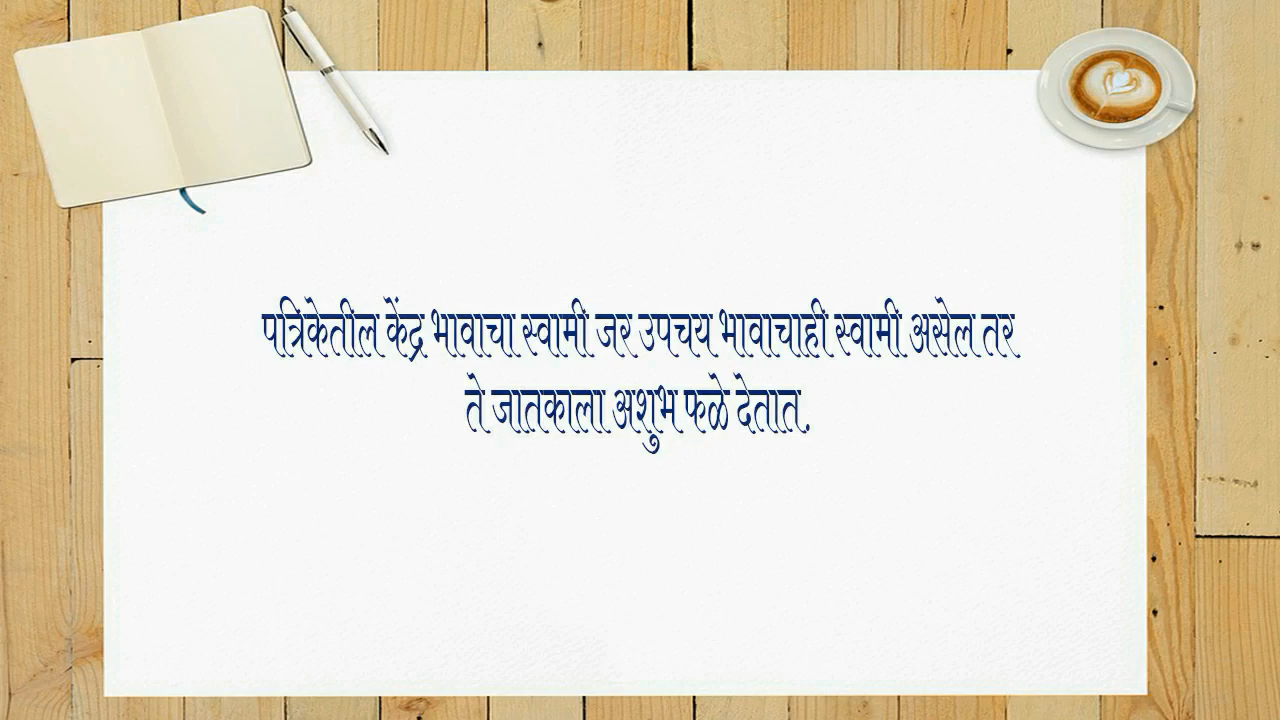 पत्रिकेतील केंद्र भावाचा स्वामी जर उपचय भावाचाही स्वामी असेल तर
ते जातकाला अशुभ फळे देतात.